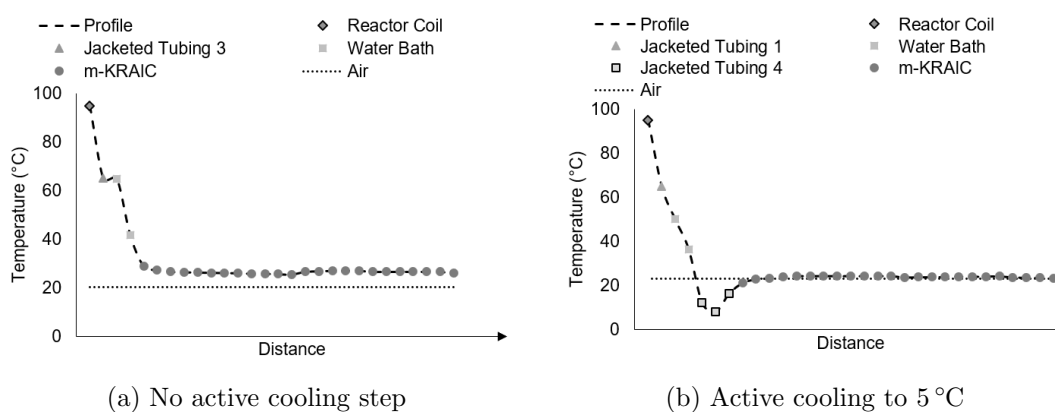 Profile
Reactor Coil
Jacketed Tubing 3
Water Bath
m-KRAIC
Air
100
80
60
40
20
0
Temperature (°C)
Distance
(a) No active cooling step
Profile
Reactor Coil
Jacketed Tubing 1
Water Bath
Jacketed Tubing 4
m-KRAIC
Air
100
80
60
40
20
0
Temperature (°C)
Distance
(b) Active cooling to 5 °C